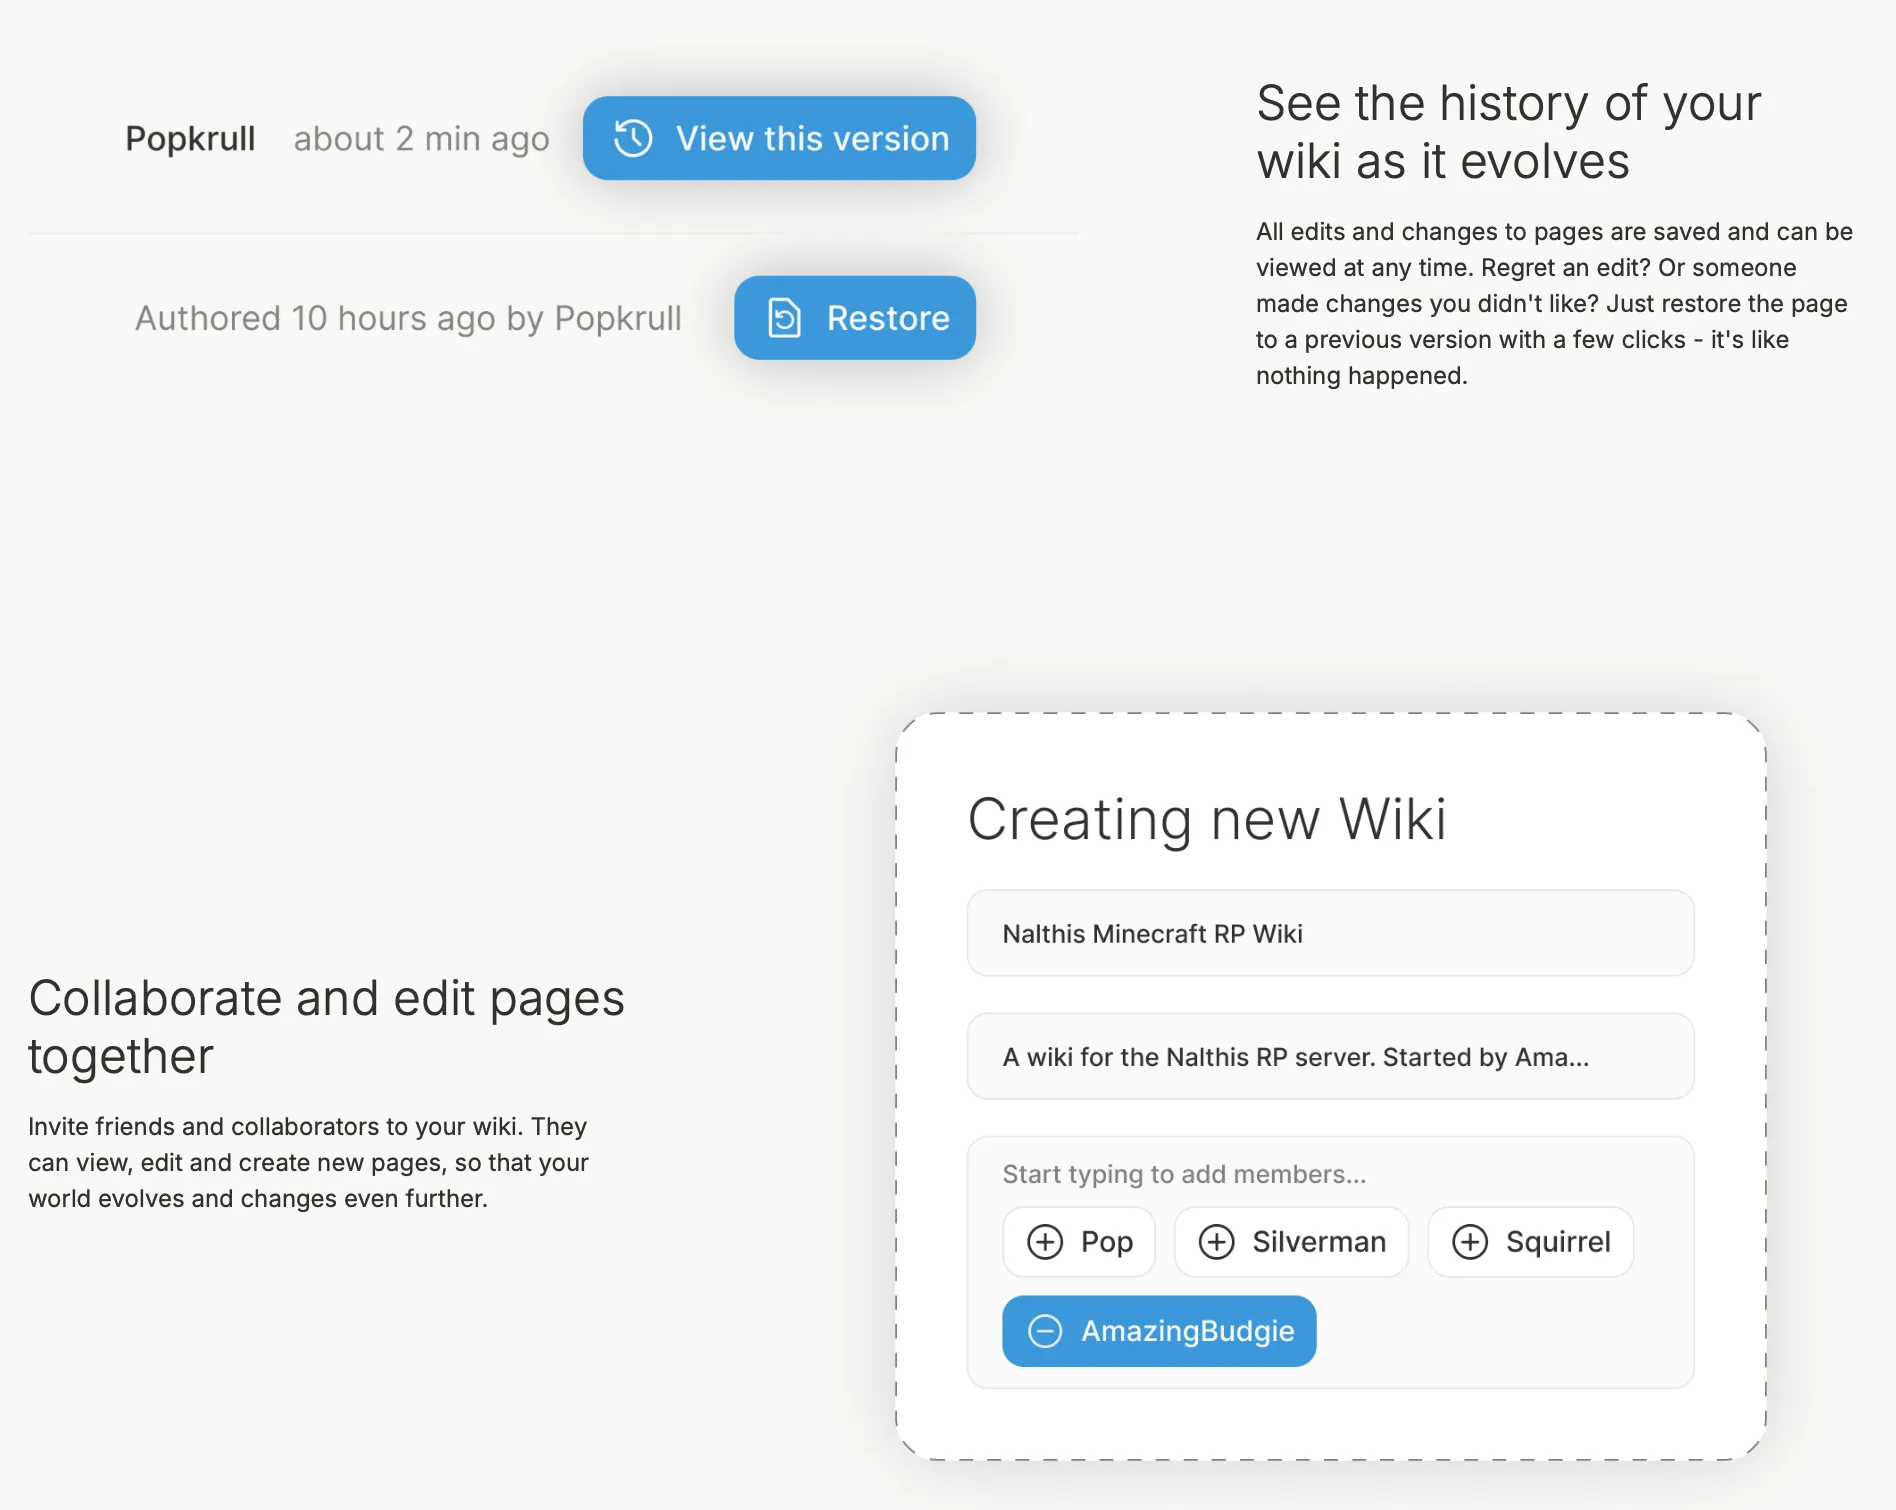 Popkrull about 2 min ago View this version
Authored 10 hours ago by Popkrull Restore
See the history of your
wiki as it evolves
All edits and changes to pages are saved and can be
viewed at any time. Regret an edit? Or someone
made changes you didn't like? Just restore the page
to a previous version with a few clicks - it's like
nothing happened.
Collaborate and edit pages
together
Invite friends and collaborators to your wiki. They
can view, edit and create new pages, so that your
world evolves and changes even further.
Creating new Wiki
Nalthis Minecraft RP Wiki
A wiki for the Nalthis RP server. Started by Ama...
Start typing to add members...
Pop Silverman Squirrel
AmazingBudgie